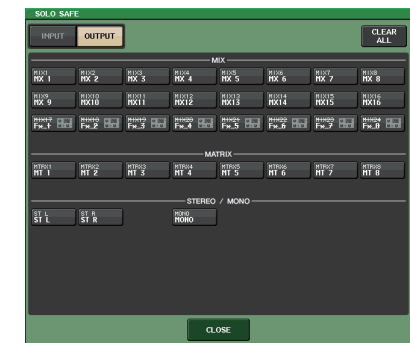 SOLO SAFE
INPUT OUTPUT CLEAR ALL
MIX
MIX1 MIX2 MIX3 MIX4 MIX5 MIX6 MIX7 MIX8
MX 1 MX 2 MX 3 MX 4 MX 5 MX 6 MX 7 MX 8
MIX9 MIX10 MIX11 MIX12 MIX13 MIX14 MIX15 MIX16
MX 9 MX10 MX11 MX12 MX13 MX14 MX15 MX16
MIX17 MIX18 MIX19 MIX20 MIX21 MIX22 MIX23 MIX24
Fx_1 Fx_2 Fx_3 Fx_4 Fx_5 Fx_6 Fx_7 Fx_8
MATRIX
MTRX1 MTRX2 MTRX3 MTRX4 MTRX5 MTRX6 MTRX7 MTRX8
MT 1 MT 2 MT 3 MT 4 MT 5 MT 6 MT 7 MT 8
STEREO / MONO
ST L ST R MONO
ST L ST R MONO
CLOSE